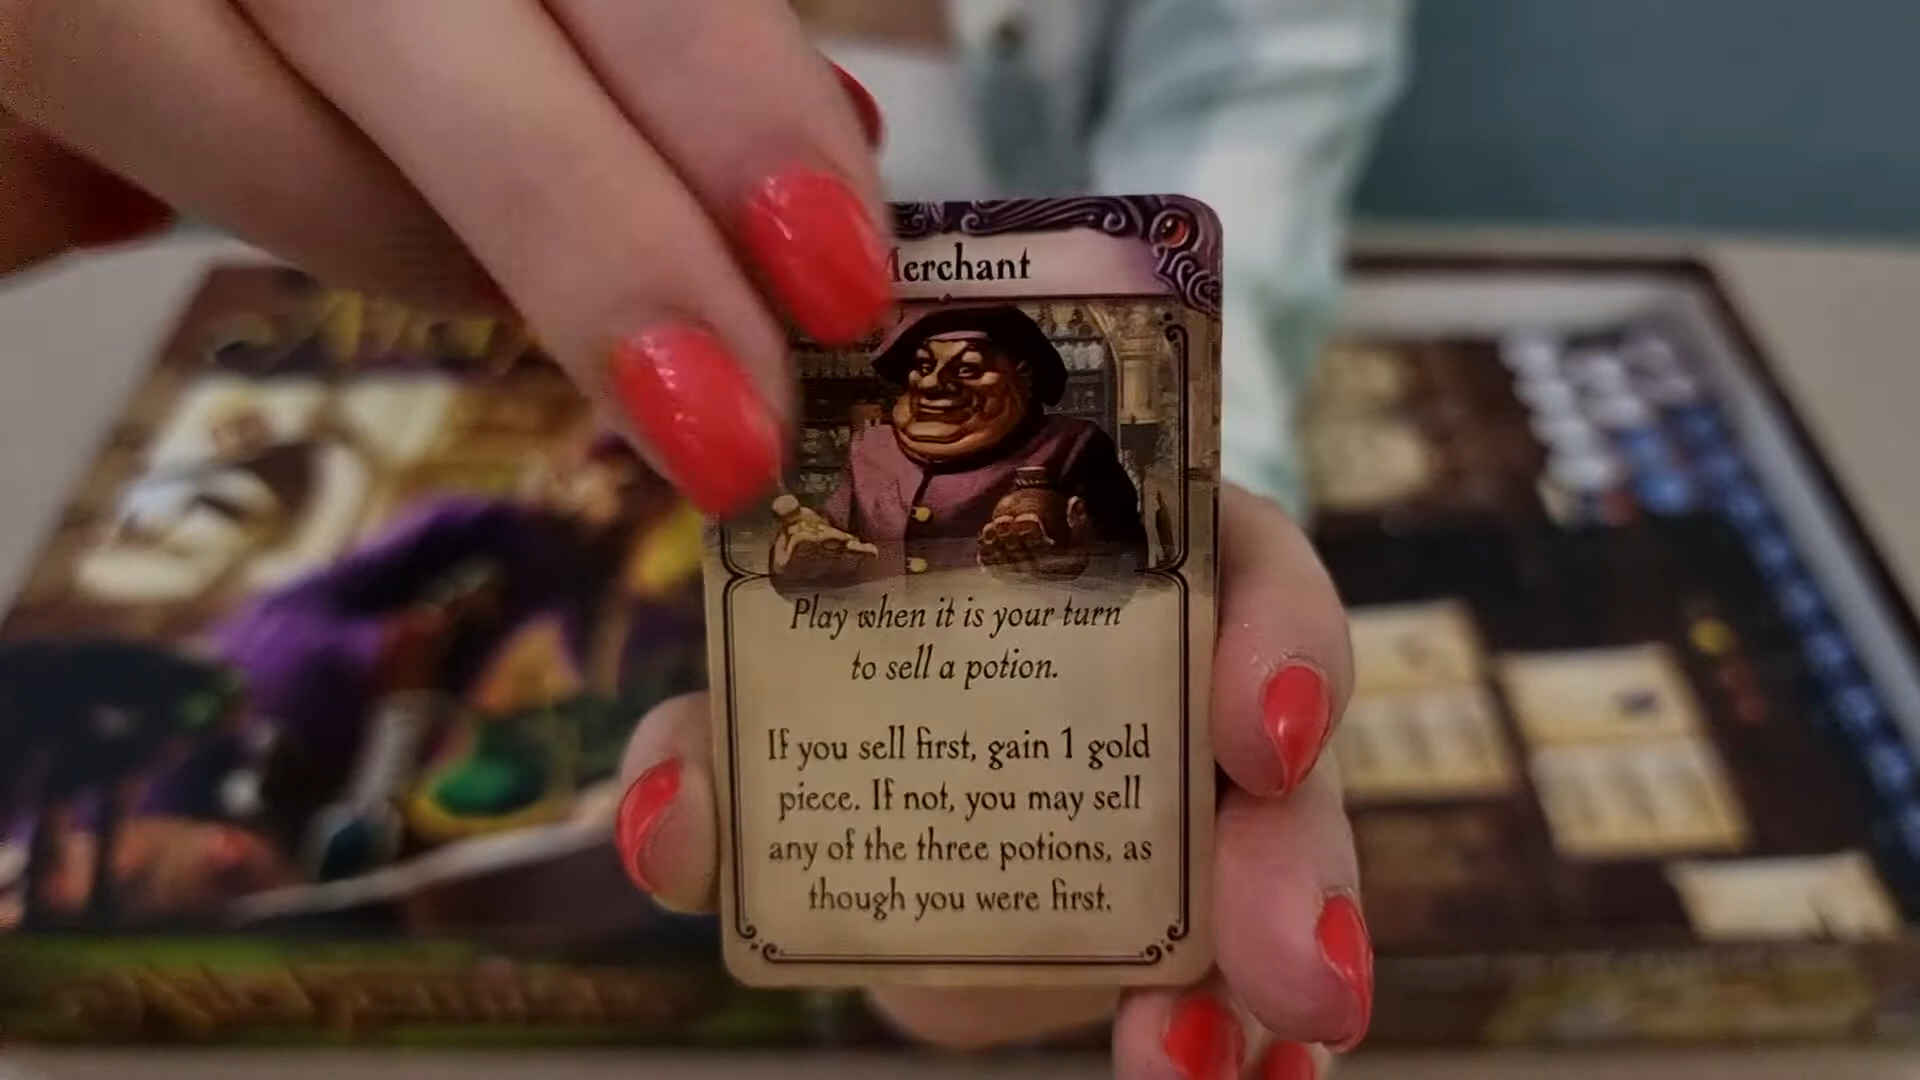 Merchant
Play when it is your turn
to sell a potion.
If you sell first, gain 1 gold
piece. If not, you may sell
any of the three potions, as
though you were first.